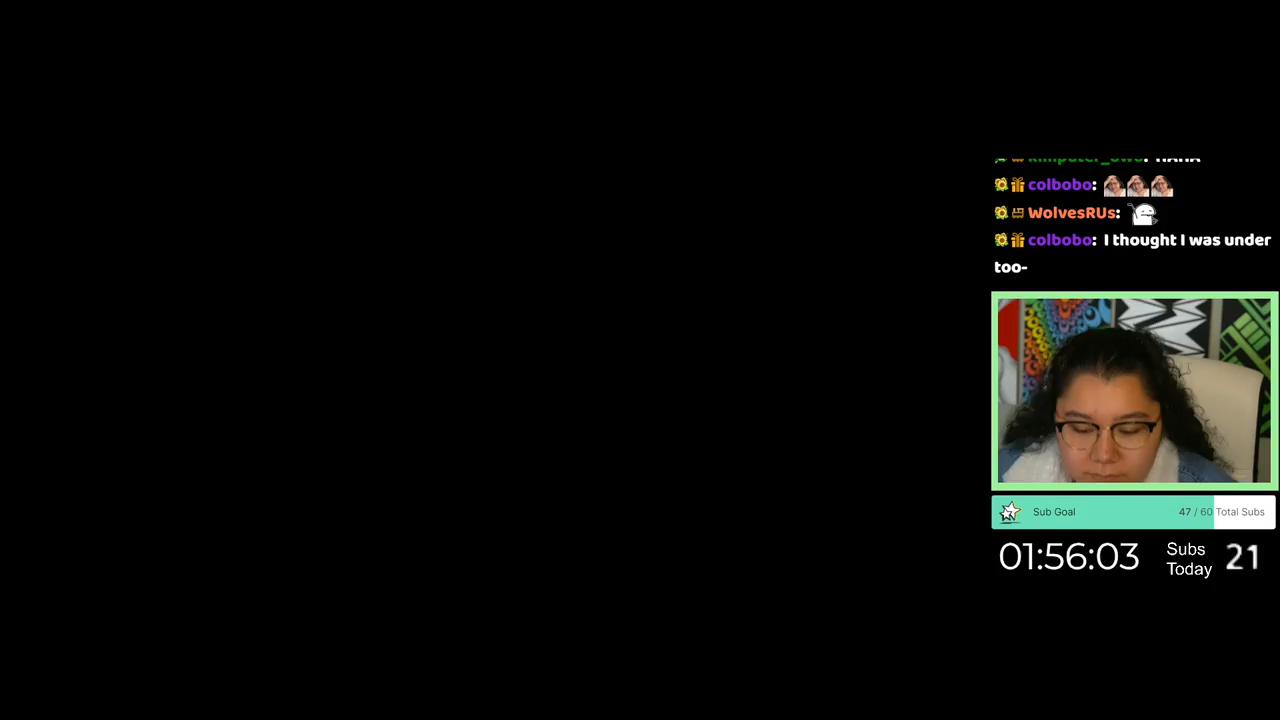 colbobo:
WolvesRUs:
colbobo: I thought I was under
too-
Sub Goal 47 / 60 Total Subs
01:56:03 Subs Today 21